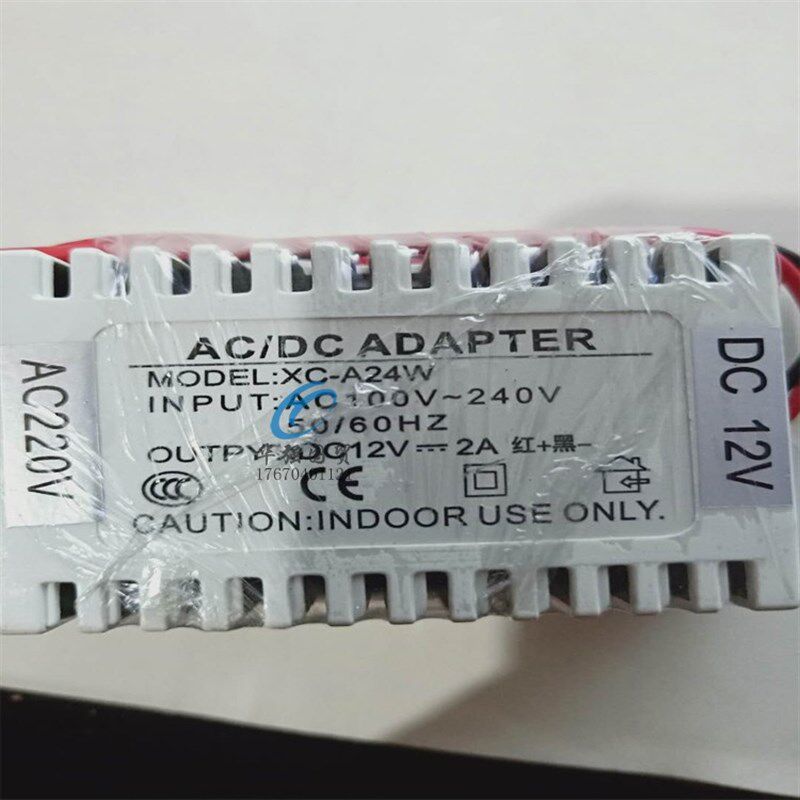 AC/DC ADAPTER
MODEL:XC-A24W
INPUT:AC100V~240V
50/60HZ
DC12V⎓2A 红+黑-
CCC CE
CAUTION:INDOOR USE ONLY.
AC220V
DC 12V